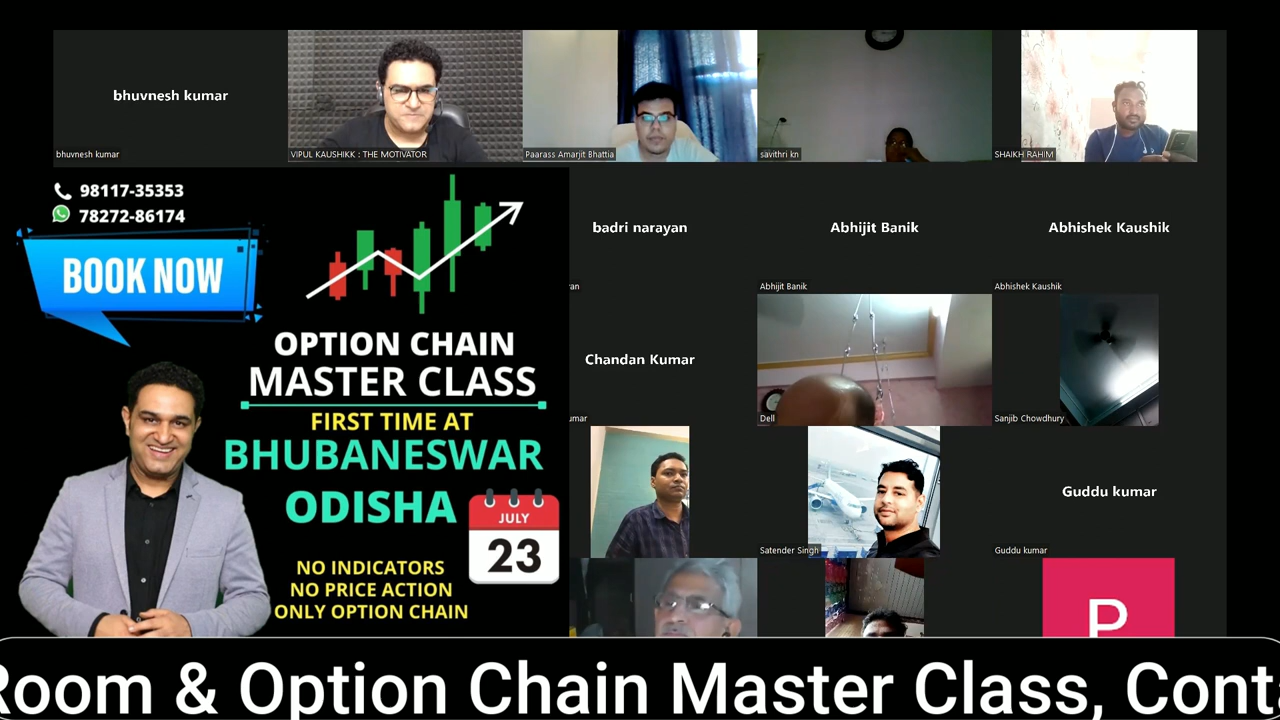 bhuvnesh kumar
bhuvnesh kumar
VIPUL KAUSHIKK : THE MOTIVATOR
Paarass Amarjit Bhattia
savithri kn
SHAIKH RAHIM
98117-35353
78272-86174
BOOK NOW
OPTION CHAIN
MASTER CLASS
FIRST TIME AT
BHUBANESWAR
ODISHA
JULY
23
NO INDICATORS
NO PRICE ACTION
ONLY OPTION CHAIN
badri narayan
Abhijit Banik
Abhishek Kaushik
an
Abhijit Banik
Abhishek Kaushik
Chandan Kumar
umar
Dell
Sanjib Chowdhury
Guddu kumar
Satender Singh
Guddu kumar
P
Room & Option Chain Master Class, Cont